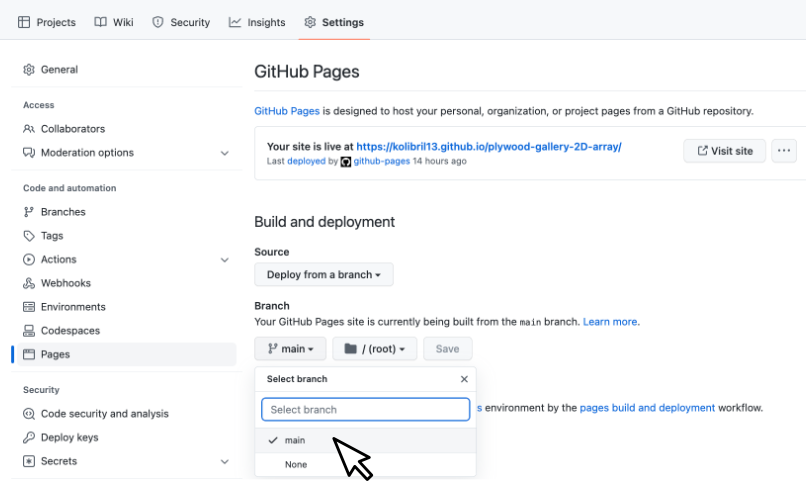 Projects Wiki Security Insights Settings
General
Access
Collaborators
Moderation options
Code and automation
Branches
Tags
Actions
Webhooks
Environments
Codespaces
Pages
Security
Code security and analysis
Deploy keys
Secrets
GitHub Pages
GitHub Pages is designed to host your personal, organization, or project pages from a GitHub repository.
Your site is live at https://kolibril13.github.io/plywood-gallery-2D-array/
Last deployed by github-pages 14 hours ago
Visit site
Build and deployment
Source
Deploy from a branch
Branch
Your GitHub Pages site is currently being built from the main branch. Learn more.
main / (root) Save
Select branch
Select branch
s environment by the pages build and deployment workflow.
main
None